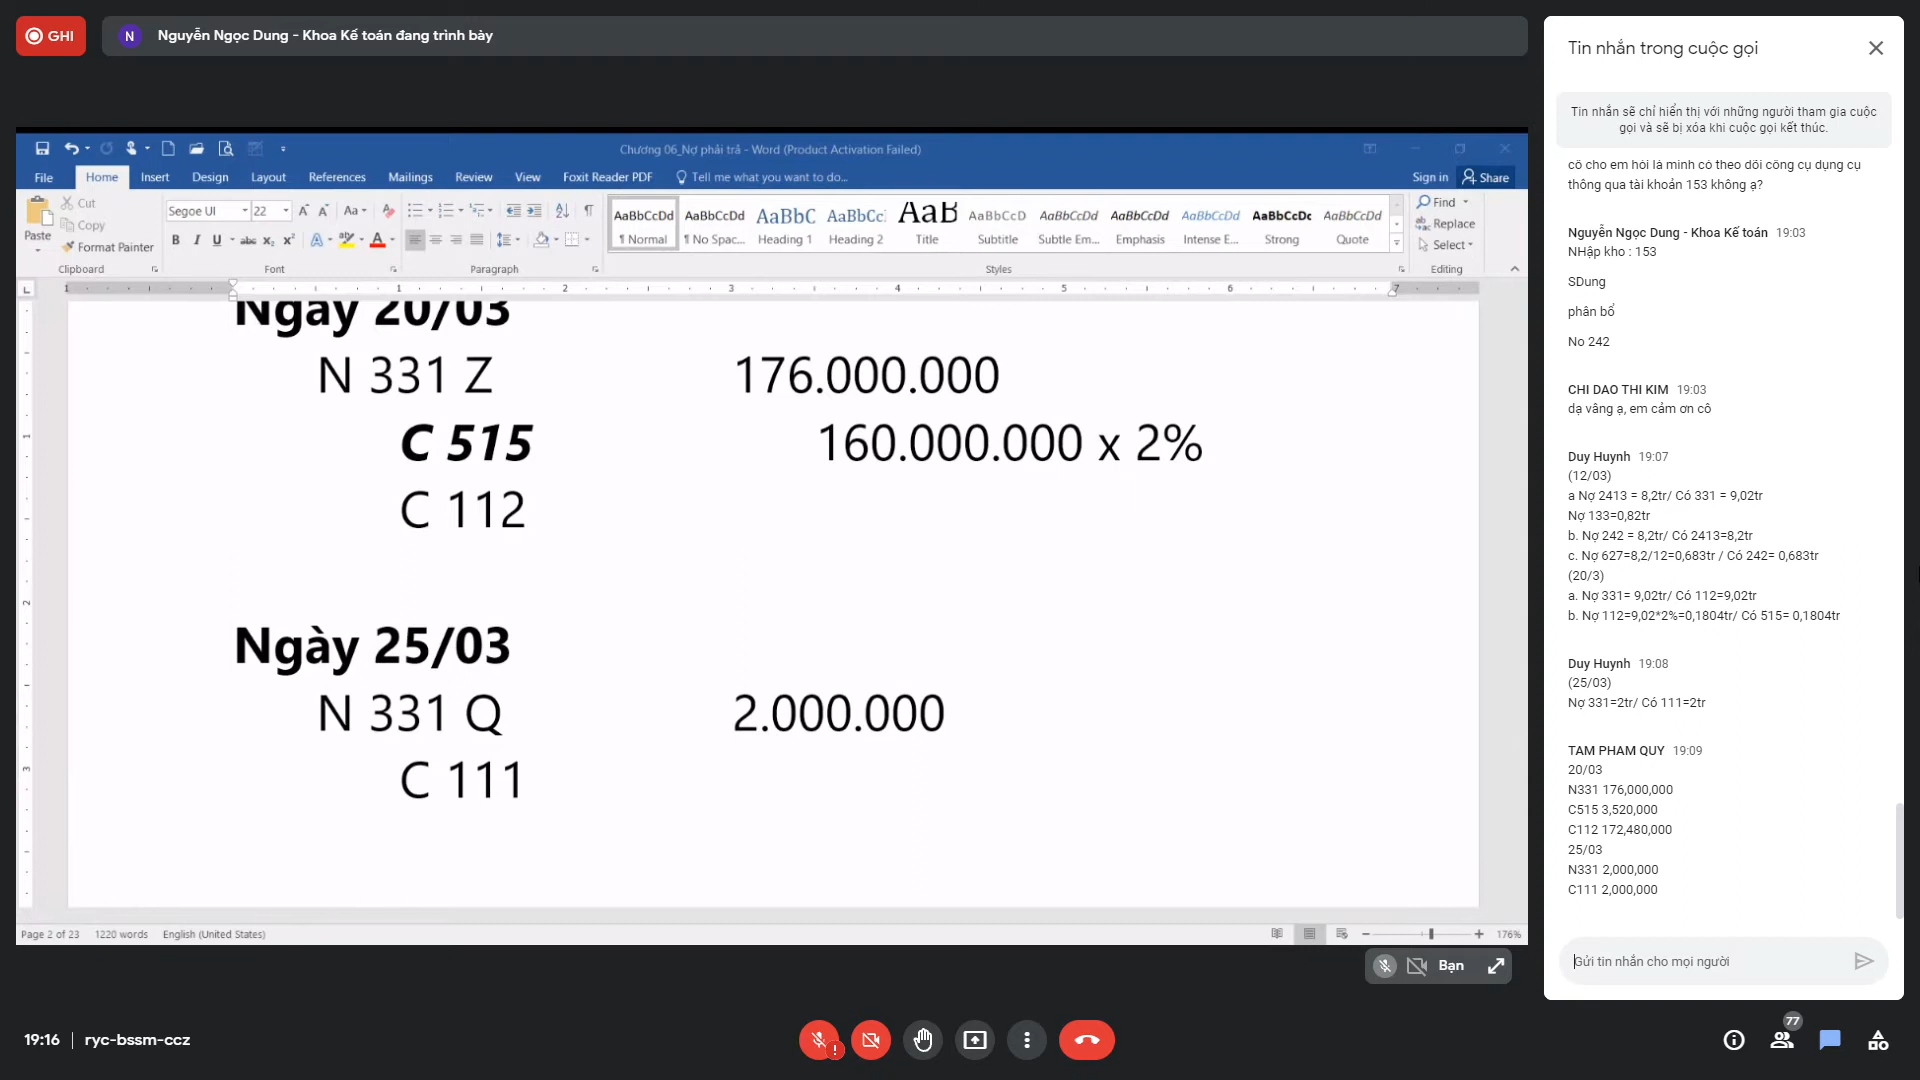 GHI
N
Nguyễn Ngọc Dung - Khoa Kế toán đang trình bày
Chương 06_Nợ phải trả - Word (Product Activation Failed)
File Home Insert Design Layout References Mailings Review View Foxit Reader PDF Tell me what you want to do... Sign in Share
Paste
Cut
Copy
Format Painter
Clipboard
Segoe UI 22
Font
Paragraph
AaBbCcDd AaBbCcDd AaBbC AaBbCc AaB AaBbCcD AaBbCcDd AaBbCcDd AaBbCcDd AaBbCcDc AaBbCcDd
¶ Normal ¶ No Spac... Heading 1 Heading 2 Title Subtitle Subtle Em... Emphasis Intense E... Strong Quote
Styles
Find
Replace
Select
Editing
1 1 2 3 4 5 6 7
Ngày 20/03
N 331 Z 176.000.000
C 515 160.000.000 x 2%
C 112
Ngày 25/03
N 331 Q 2.000.000
C 111
1
2
3
Page 2 of 23 1220 words English (United States) 176%
Bạn
19:16 ryc-bssm-ccz
77
Tin nhắn trong cuộc gọi
Tin nhắn sẽ chỉ hiển thị với những người tham gia cuộc
gọi và sẽ bị xóa khi cuộc gọi kết thúc.
cô cho em hỏi là mình có theo dõi công cụ dụng cụ
thông qua tài khoản 153 không ạ?
Nguyễn Ngọc Dung - Khoa Kế toán 19:03
NHập kho : 153
SDung
phân bổ
No 242
CHI DAO THI KIM 19:03
dạ vâng ạ, em cảm ơn cô
Duy Huynh 19:07
(12/03)
a Nợ 2413 = 8,2tr/ Có 331 = 9,02tr
Nợ 133=0,82tr
b. Nợ 242 = 8,2tr/ Có 2413=8,2tr
c. Nợ 627=8,2/12=0,683tr / Có 242= 0,683tr
(20/3)
a. Nợ 331= 9,02tr/ Có 112=9,02tr
b. Nợ 112=9,02*2%=0,1804tr/ Có 515= 0,1804tr
Duy Huynh 19:08
(25/03)
Nợ 331=2tr/ Có 111=2tr
TAM PHAM QUY 19:09
20/03
N331 176,000,000
C515 3,520,000
C112 172,480,000
25/03
N331 2,000,000
C111 2,000,000
Gửi tin nhắn cho mọi người